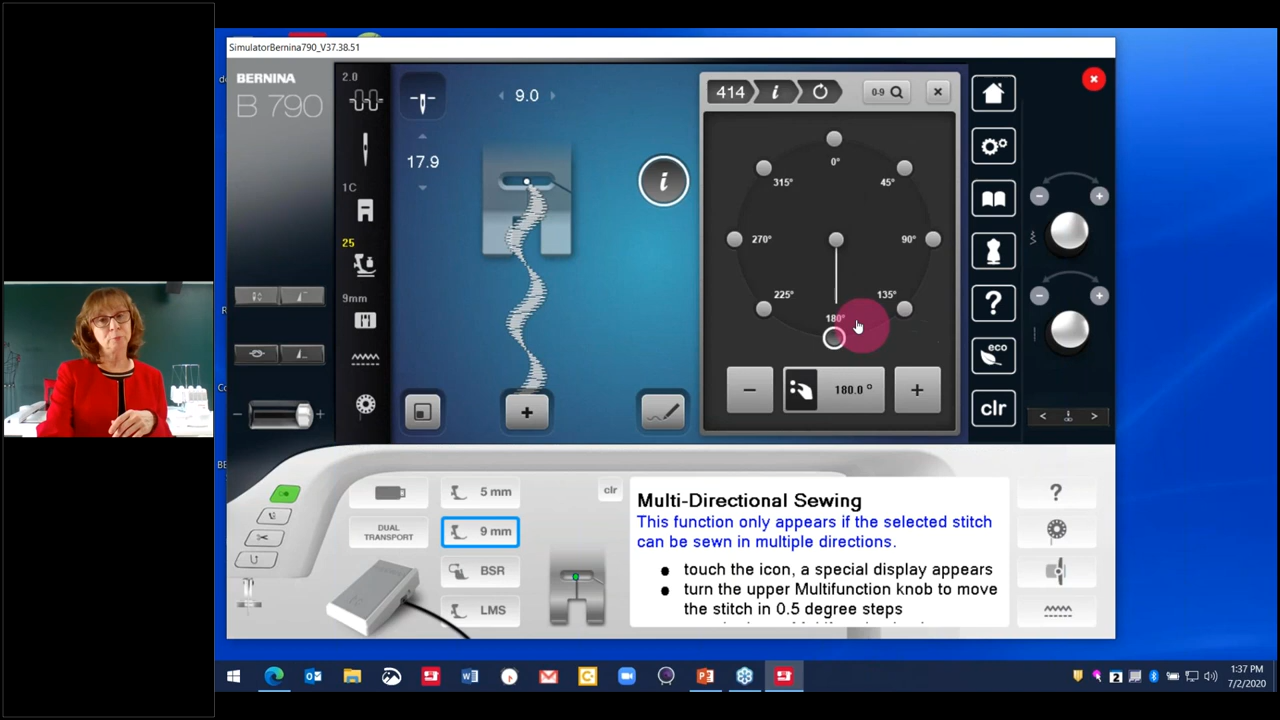 SimulatorBernina790_V37.38.51
BERNINA
B 790
2.0
1C
25
9mm
9.0
17.9
i
414
i
0-9
0°
315°
45°
270°
90°
225°
135°
180°
180.0 °
eco
clr
DUAL
TRANSPORT
5 mm
9 mm
BSR
LMS
clr
Multi-Directional Sewing
This function only appears if the selected stitch
can be sewn in multiple directions.
● touch the icon, a special display appears
● turn the upper Multifunction knob to move
the stitch in 0.5 degree steps
?
?
1:37 PM
7/2/2020